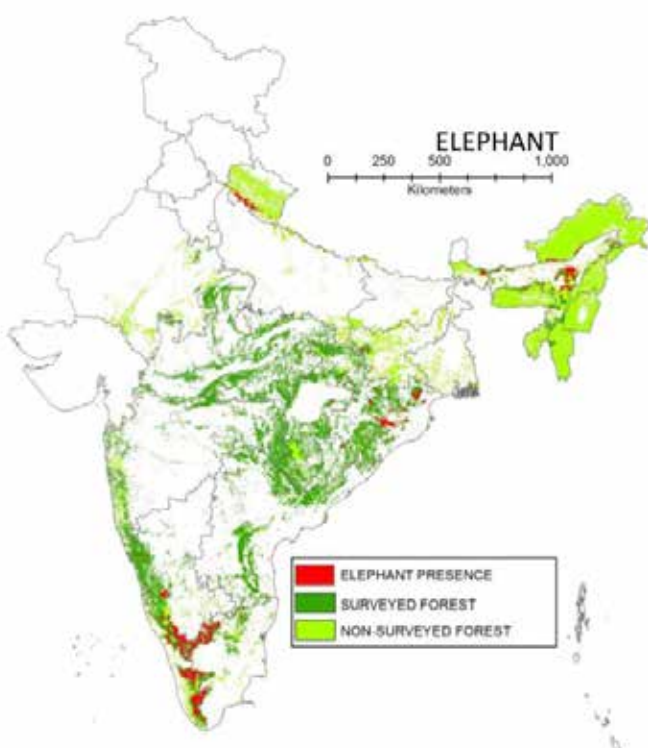 ELEPHANT
0 250 500 1,000
Kilometers
ELEPHANT PRESENCE
SURVEYED FOREST
NON-SURVEYED FOREST